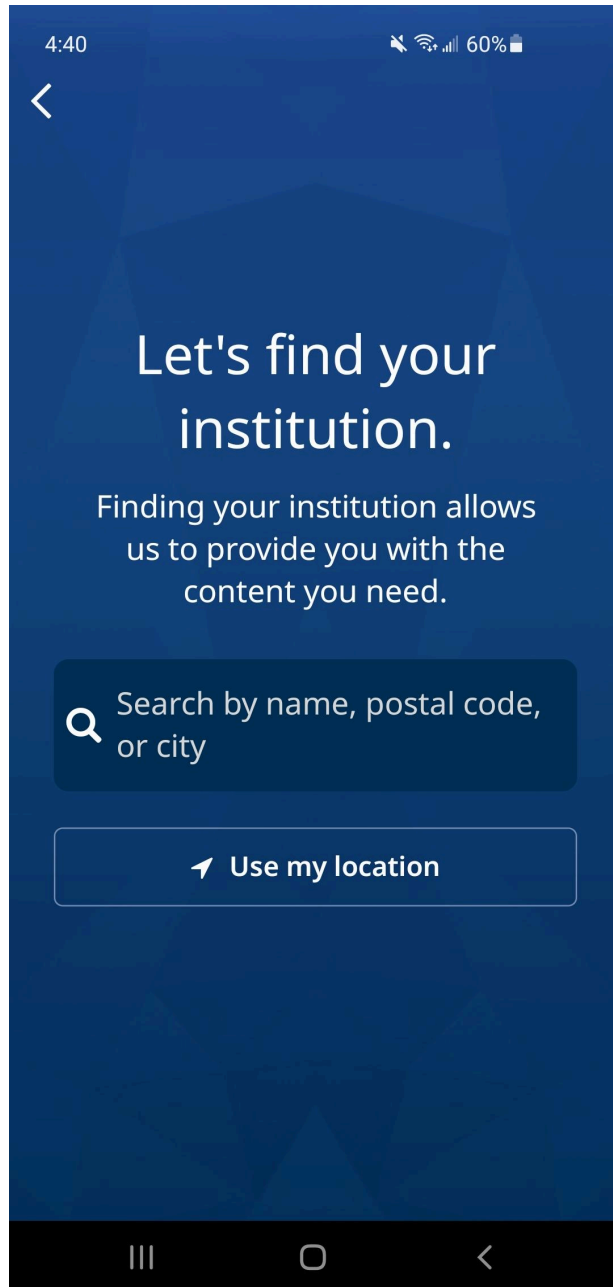 4:40 60%
Let's find your
institution.
Finding your institution allows
us to provide you with the
content you need.
Search by name, postal code,
or city
Use my location